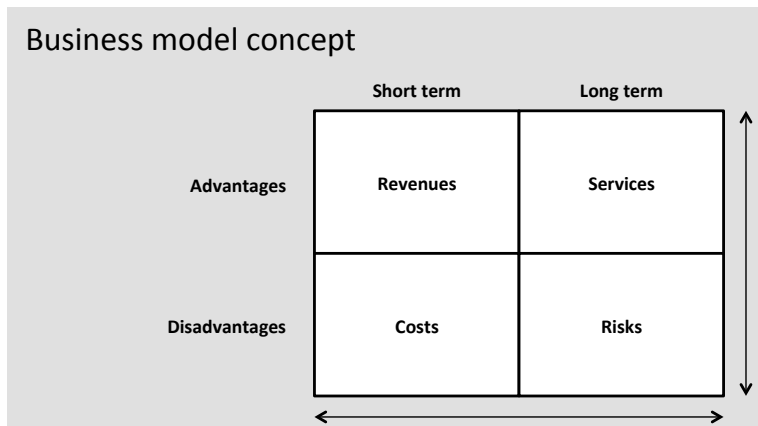 Business model concept
Short term Long term
Advantages Revenues Services
Disadvantages Costs Risks